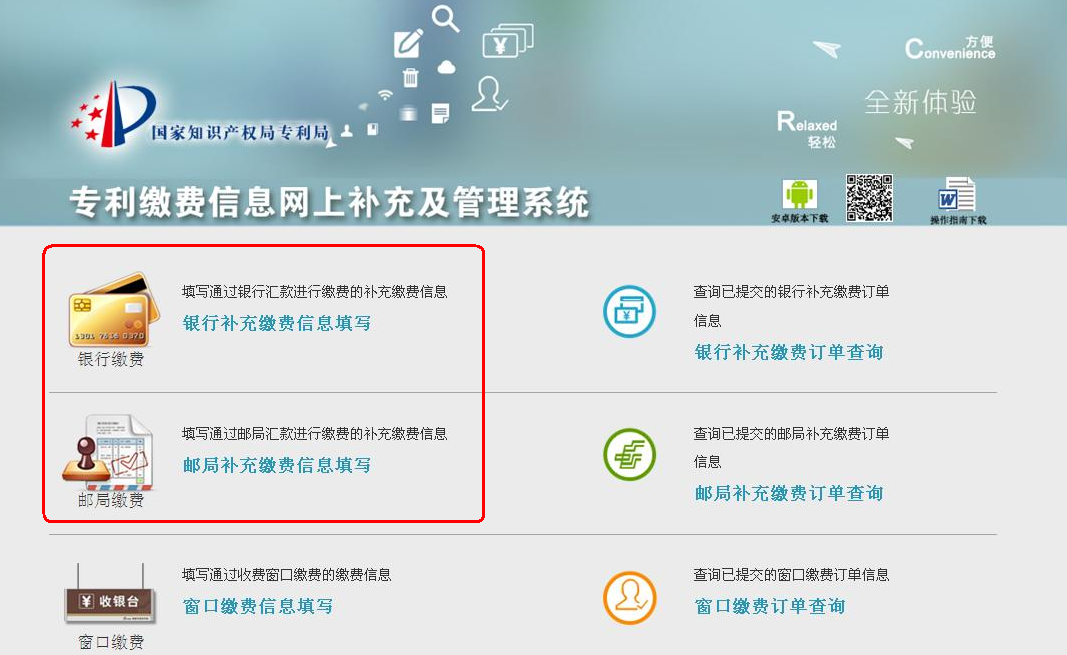 方便
Convenience
全新体验
Relaxed
轻松
国家知识产权局专利局
专利缴费信息网上补充及管理系统
安卓版本下载
操作指南下载
填写通过银行汇款进行缴费的补充缴费信息
银行补充缴费信息填写
银行缴费
查询已提交的银行补充缴费订单
信息
银行补充缴费订单查询
填写通过邮局汇款进行缴费的补充缴费信息
邮局补充缴费信息填写
邮局缴费
查询已提交的邮局补充缴费订单
信息
邮局补充缴费订单查询
填写通过收费窗口缴费的缴费信息
窗口缴费信息填写
¥ 收银台
窗口缴费
查询已提交的窗口缴费订单信息
窗口缴费订单查询